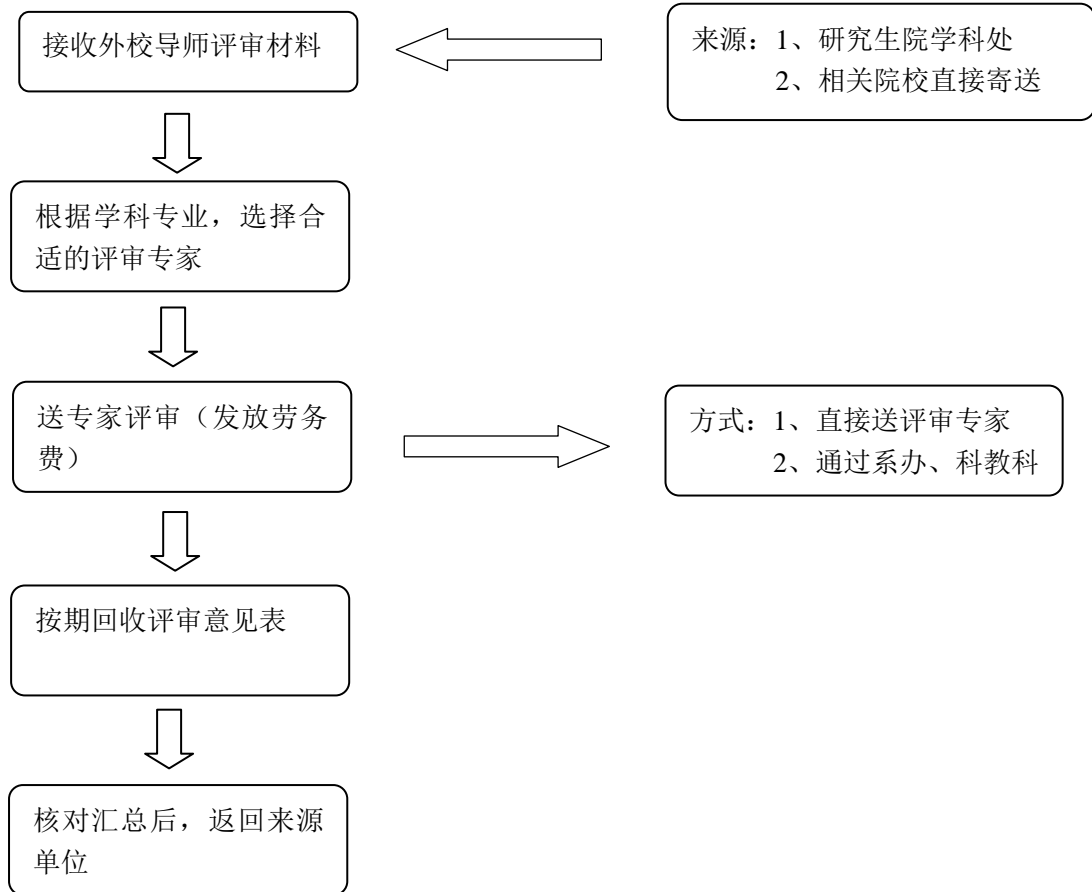 接收外校导师评审材料
来源：1、研究生院学科处
2、相关院校直接寄送
根据学科专业，选择合
适的评审专家
送专家评审（发放劳务
费）
方式：1、直接送评审专家
2、通过系办、科教科
按期回收评审意见表
核对汇总后，返回来源
单位